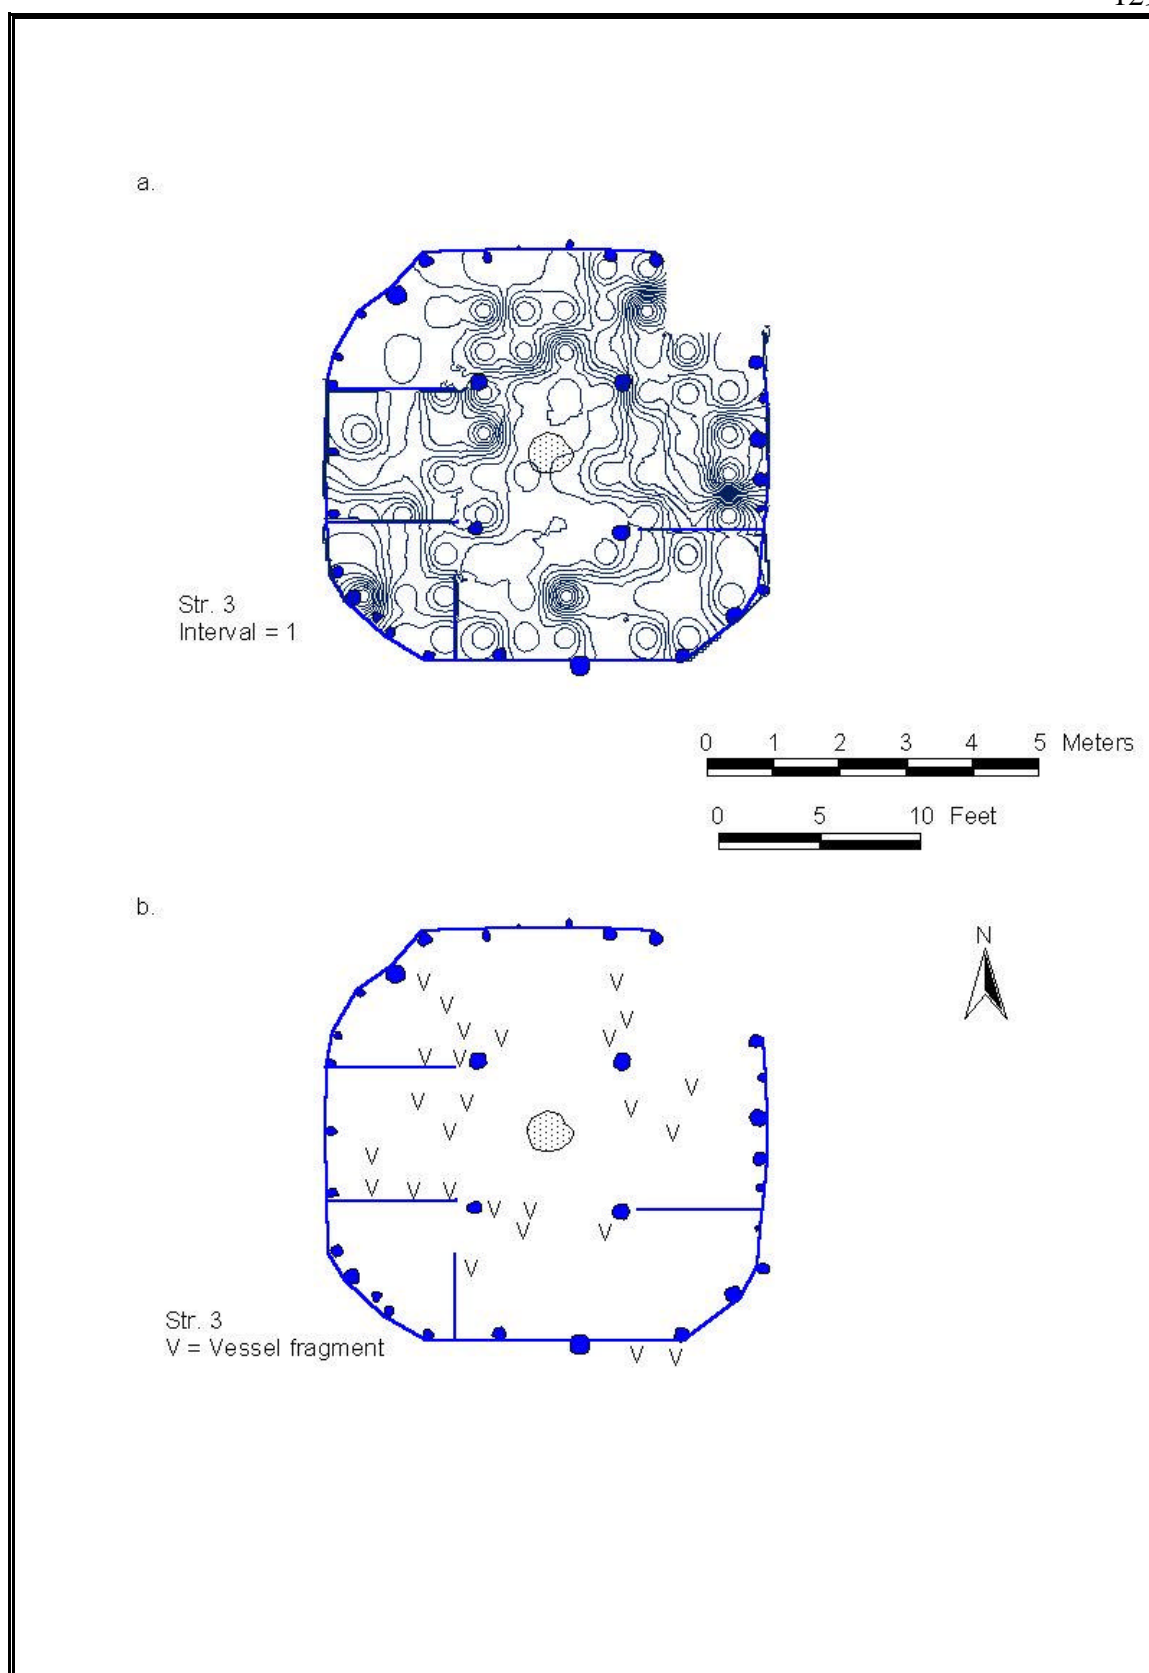 a.
Str. 3
Interval = 1
0 1 2 3 4 5 Meters
0 5 10 Feet
b.
N
V V
V V
V V V
V V
V
V V V
V V
V V
V
V V V V V
V V
V
Str. 3
V = Vessel fragment
V V